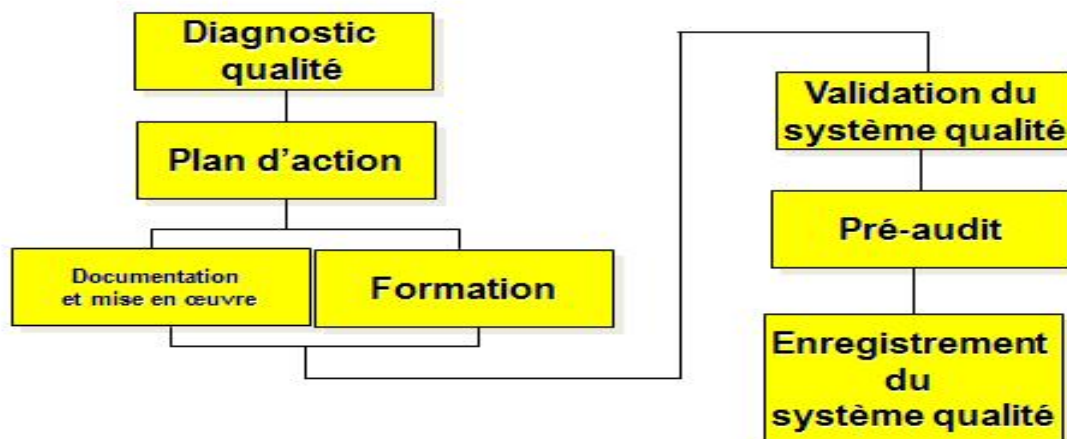 Diagnostic
qualité
Plan d’action
Documentation
et mise en œuvre
Formation
Validation du
système qualité
Pré-audit
Enregistrement
du
système qualité